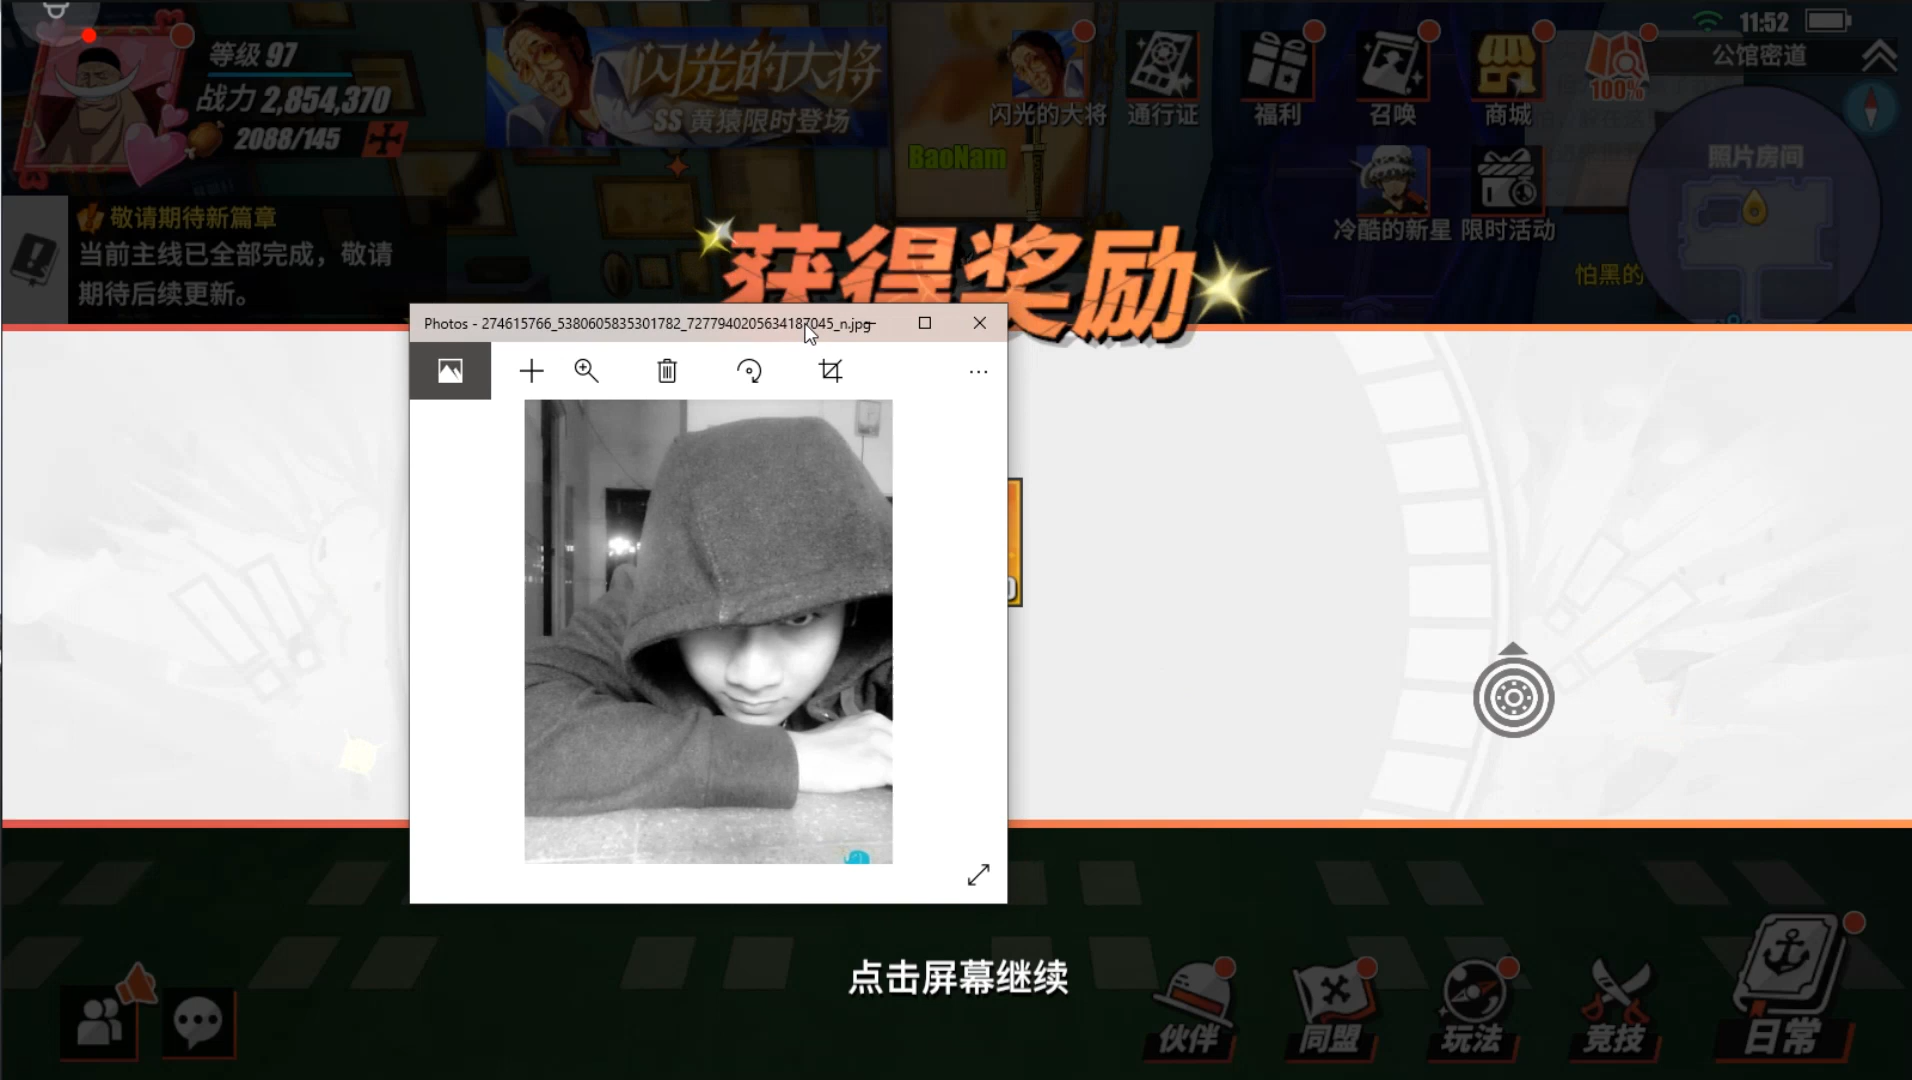 等级 97
战力 2,854,370
2088/145
闪光的大将
SS 黄猿限时登场
闪光的大将
通行证
福利
召唤
商城
100%
11:52
公馆密道
照片房间
BaoNam
冷酷的新星
限时活动
怕黑的
敬请期待新篇章
当前主线已全部完成，敬请
期待后续更新。
获得奖励
Photos - 274615766_5380605835301782_7277940205634187045_n.jpg
点击屏幕继续
伙伴
同盟
玩法
竞技
日常